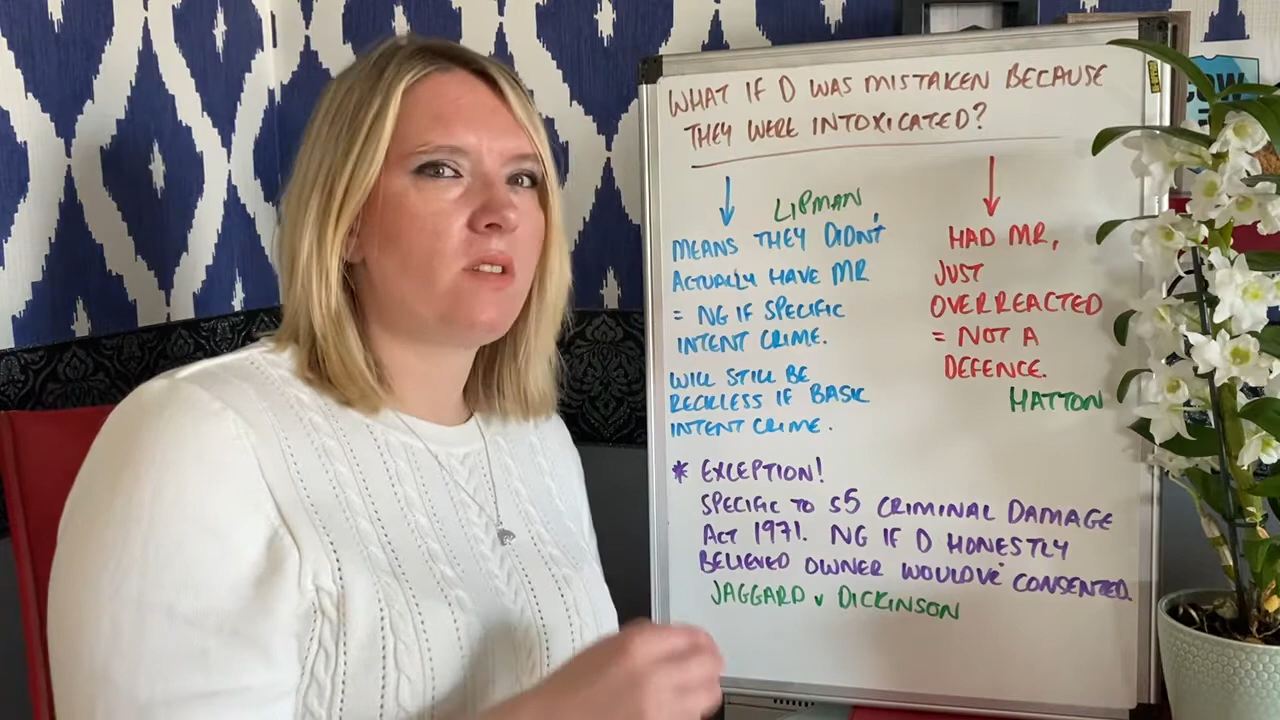 WHAT IF D WAS MISTAKEN BECAUSE
THEY WERE INTOXICATED?
LIPMAN
MEANS THEY DIDN'T
ACTUALLY HAVE MR
= NG IF SPECIFIC
INTENT CRIME.
WILL STILL BE
RECKLESS IF BASIC
INTENT CRIME.
HAD MR,
JUST
OVERREACTED
= NOT A
DEFENCE.
HATTON
* EXCEPTION!
SPECIFIC TO S5 CRIMINAL DAMAGE
ACT 1971. NG IF D HONESTLY
BELIEVED OWNER WOULD'VE CONSENTED.
JAGGARD v DICKINSON